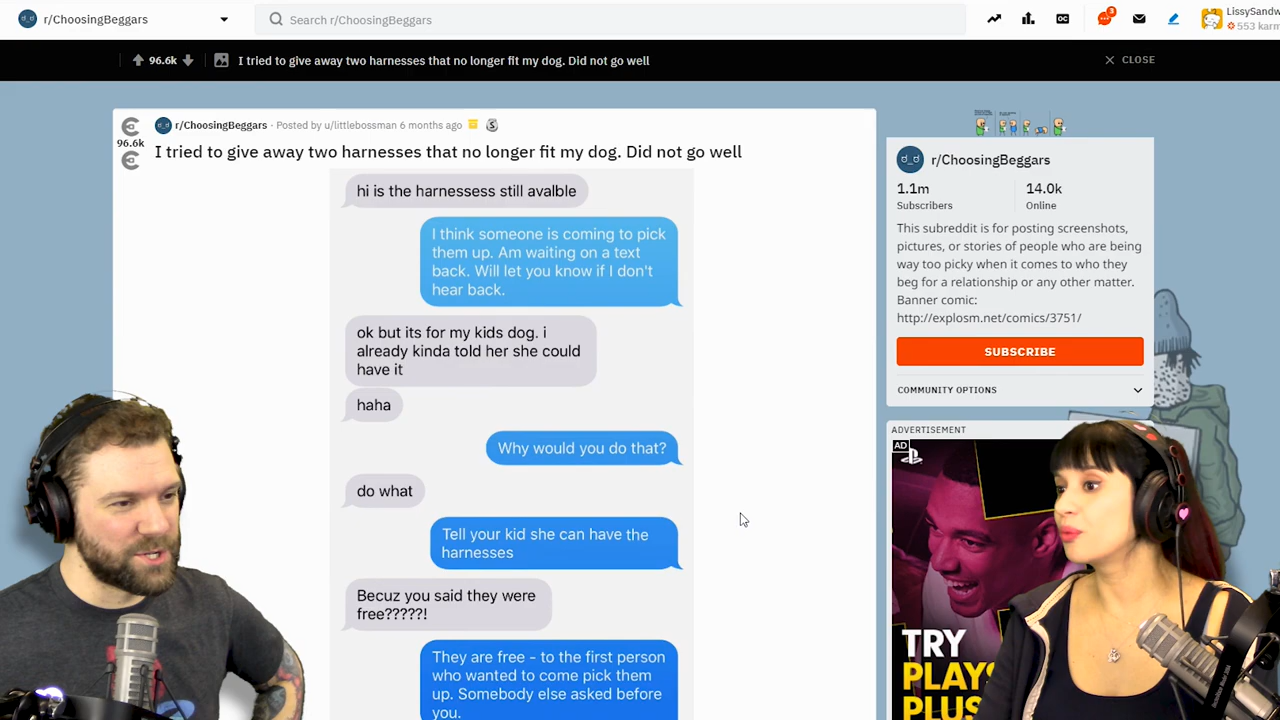 r/ChoosingBeggars
Search r/ChoosingBeggars
3
LissySandw
553 karm
96.6k
I tried to give away two harnesses that no longer fit my dog. Did not go well
CLOSE
r/ChoosingBeggars · Posted by u/littlebossman 6 months ago
96.6k
I tried to give away two harnesses that no longer fit my dog. Did not go well
hi is the harnessess still avalble
I think someone is coming to pick
them up. Am waiting on a text
back. Will let you know if I don't
hear back.
ok but its for my kids dog. i
already kinda told her she could
have it
haha
Why would you do that?
do what
Tell your kid she can have the
harnesses
Becuz you said they were
free?????!
They are free - to the first person
who wanted to come pick them
up. Somebody else asked before
you.
r/ChoosingBeggars
1.1m
14.0k
Subscribers
Online
This subreddit is for posting screenshots,
pictures, or stories of people who are being
way too picky when it comes to who they
beg for a relationship or any other matter.
Banner comic:
http://explosm.net/comics/3751/
SUBSCRIBE
COMMUNITY OPTIONS
ADVERTISEMENT
AD
TRY
PLAYS
PLUS